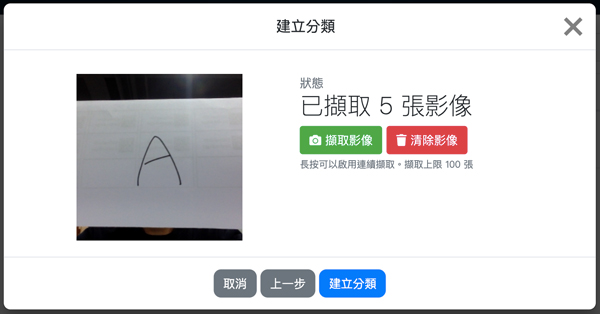 建立分類
A
狀態
已擷取 5 張影像
擷取影像
清除影像
長按可以啟用連續擷取。擷取上限 100 張
取消
上一步
建立分類